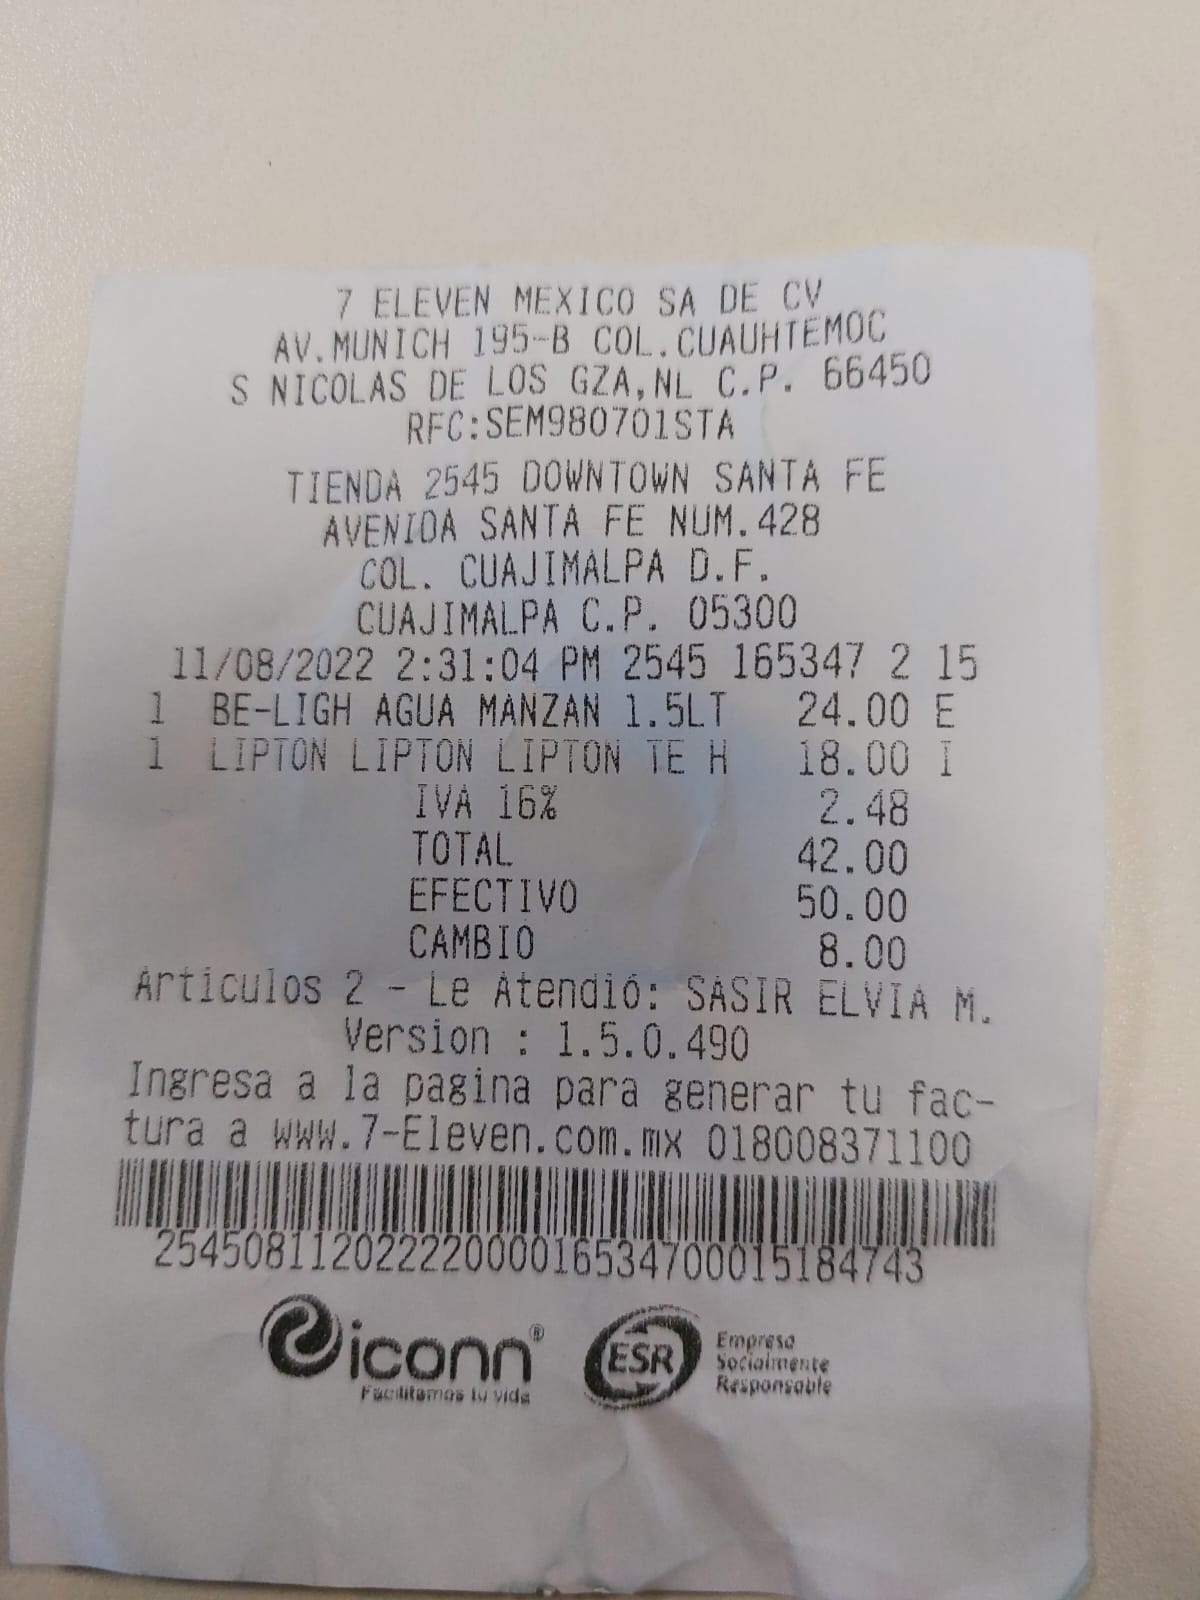 7 ELEVEN MEXICO SA DE CV
AV.MUNICH 195-B COL.CUAUHTEMOC
S NICOLAS DE LOS GZA,NL C.P. 66450
RFC:SEM980701STA
TIENDA 2545 DOWNTOWN SANTA FE
AVENIDA SANTA FE NUM.428
COL. CUAJIMALPA D.F.
CUAJIMALPA C.P. 05300
11/08/2022 2:31:04 PM 2545 165347 2 15
1 BE-LIGH AGUA MANZAN 1.5LT 24.00 E
1 LIPTON LIPTON LIPTON TE H 18.00 I
IVA 16% 2.48
TOTAL 42.00
EFECTIVO 50.00
CAMBIO 8.00
Articulos 2 - Le Atendió: SASIR ELVIA M.
Version : 1.5.0.490
Ingresa a la pagina para generar tu fac-
tura a www.7-Eleven.com.mx 018008371100
25450811202222000016534700015184743
iconn®
Facilitamos tu vida
ESR
Empresa
Socialmente
Responsable